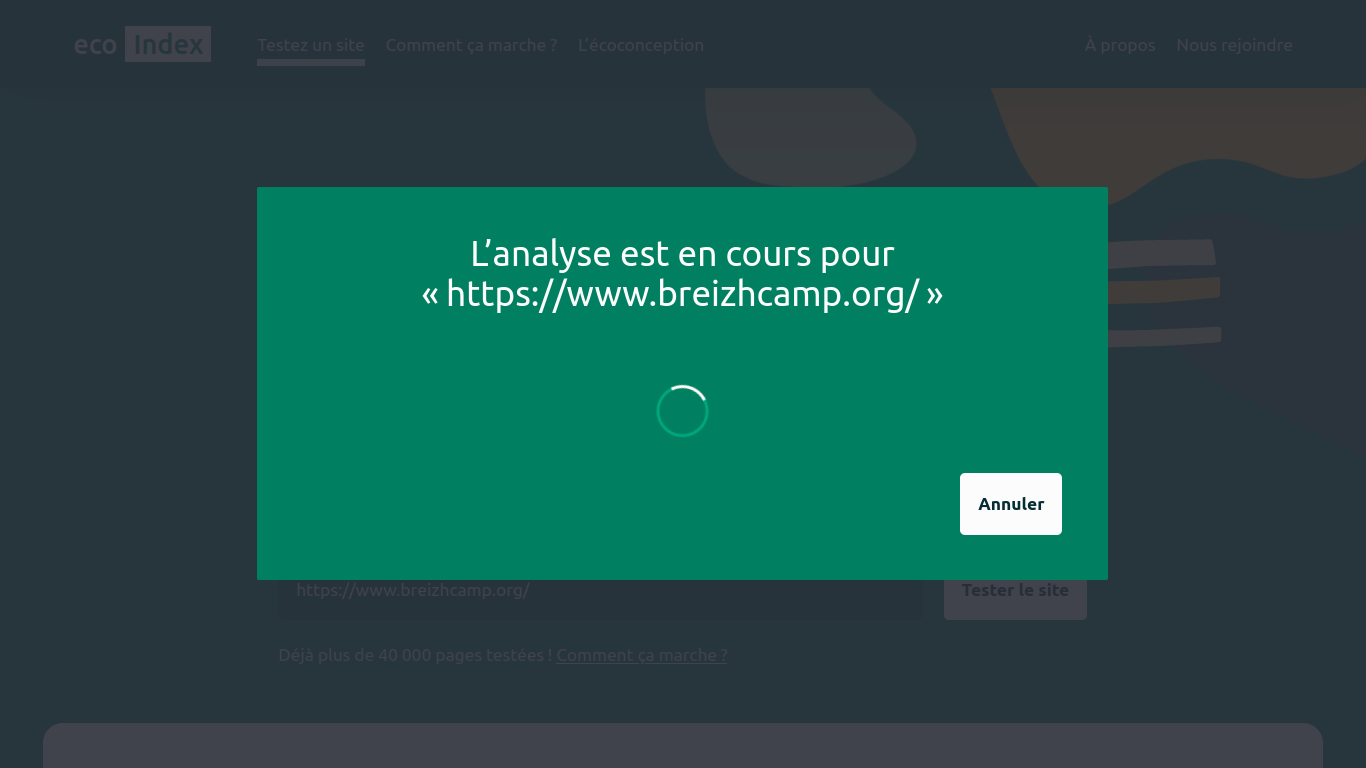 eco Index
Testez un site
Comment ça marche ?
L’écoconception
À propos
Nous rejoindre
L’analyse est en cours pour
« https://www.breizhcamp.org/ »
Annuler
https://www.breizhcamp.org/
Tester le site
Déjà plus de 40 000 pages testées ! Comment ça marche ?